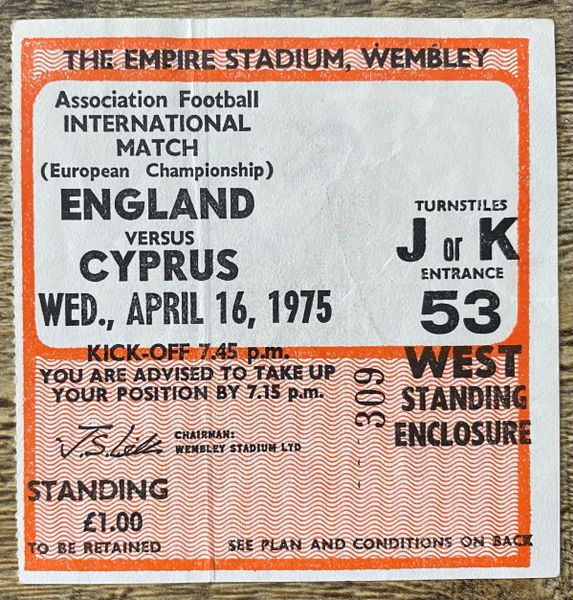 THE EMPIRE STADIUM, WEMBLEY
Association Football
INTERNATIONAL
MATCH
(European Championship)
ENGLAND
VERSUS
CYPRUS
WED., APRIL 16, 1975
KICK-OFF 7.45 p.m.
YOU ARE ADVISED TO TAKE UP
YOUR POSITION BY 7.15 p.m.
TURNSTILES
J or K
ENTRANCE
53
WEST
STANDING
ENCLOSURE
309
CHAIRMAN:
WEMBLEY STADIUM LTD
STANDING
£1.00
TO BE RETAINED
SEE PLAN AND CONDITIONS ON BACK